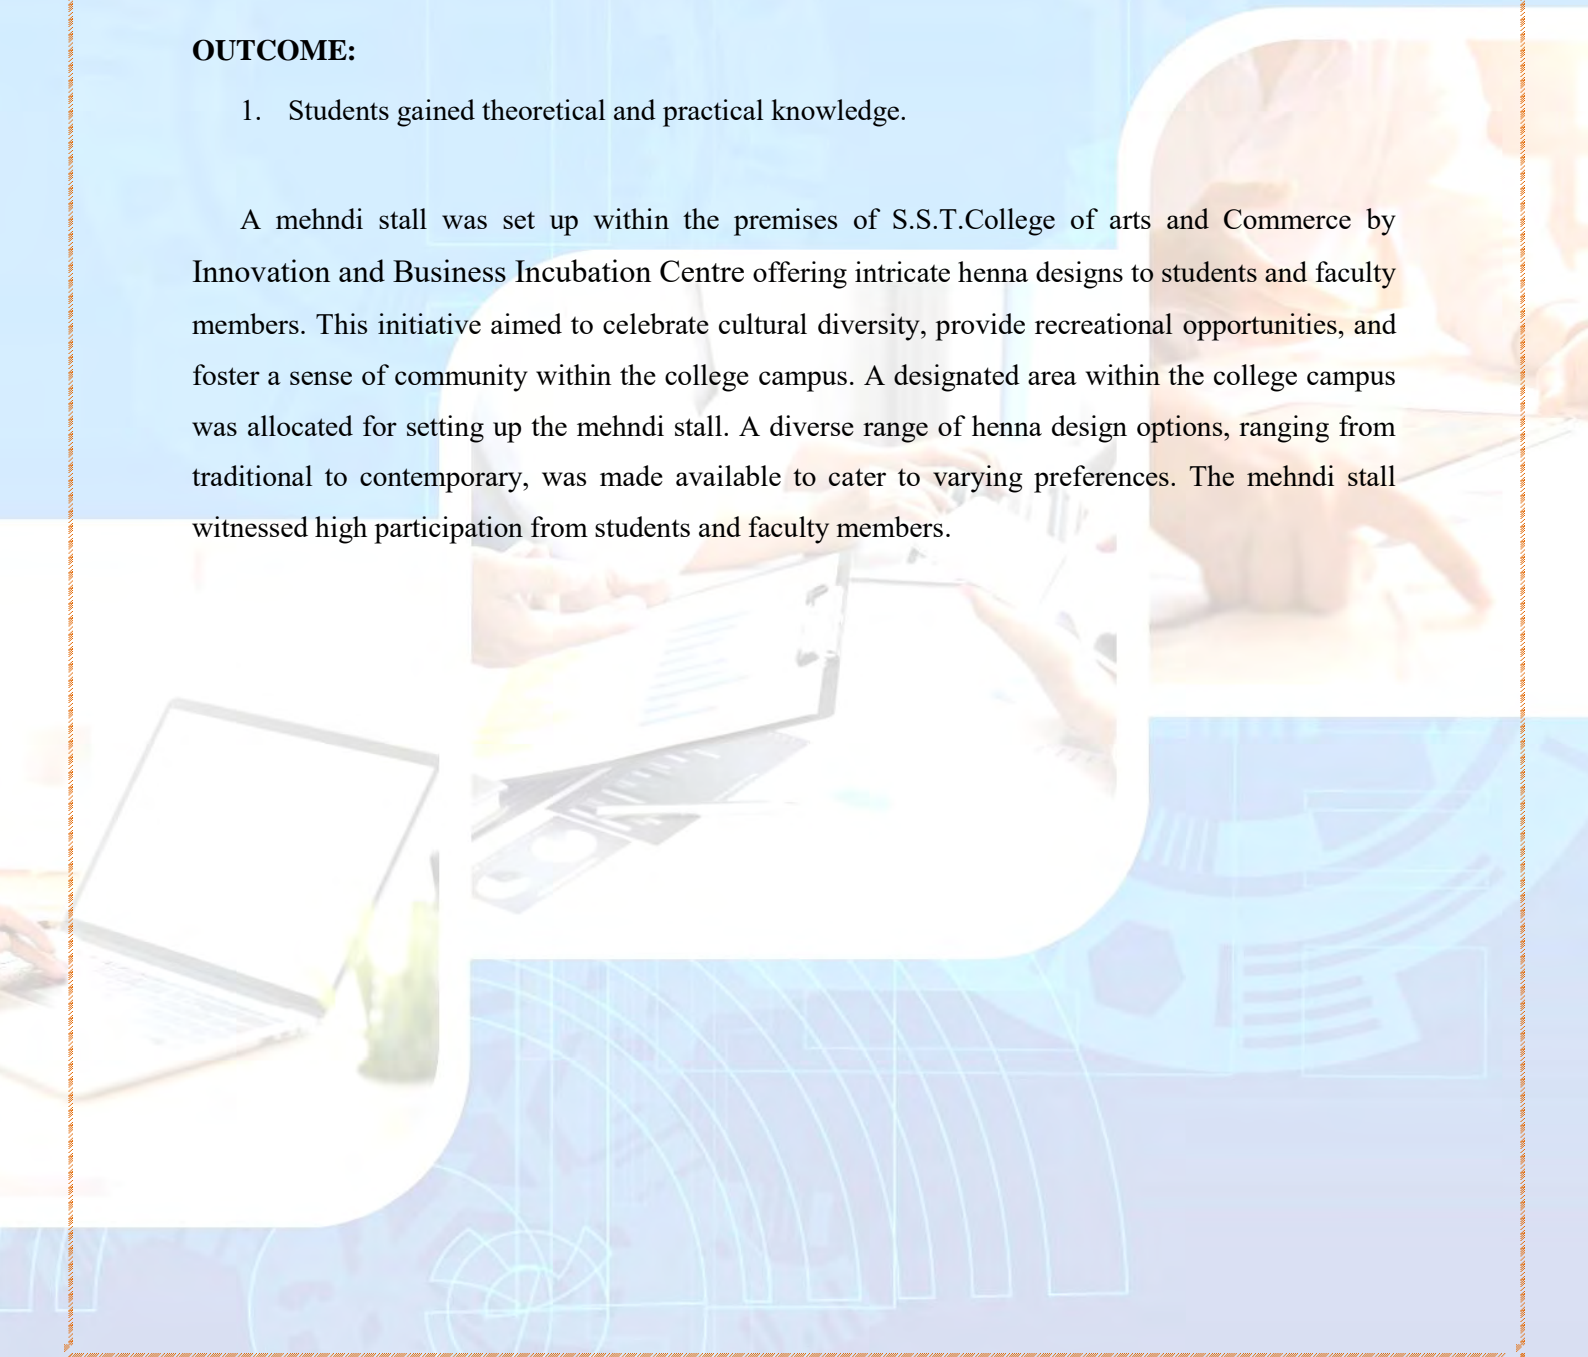 OUTCOME:
1. Students gained theoretical and practical knowledge.
A mehndi stall was set up within the premises of S.S.T.College of arts and Commerce by
Innovation and Business Incubation Centre offering intricate henna designs to students and faculty
members. This initiative aimed to celebrate cultural diversity, provide recreational opportunities, and
foster a sense of community within the college campus. A designated area within the college campus
was allocated for setting up the mehndi stall. A diverse range of henna design options, ranging from
traditional to contemporary, was made available to cater to varying preferences. The mehndi stall
witnessed high participation from students and faculty members.